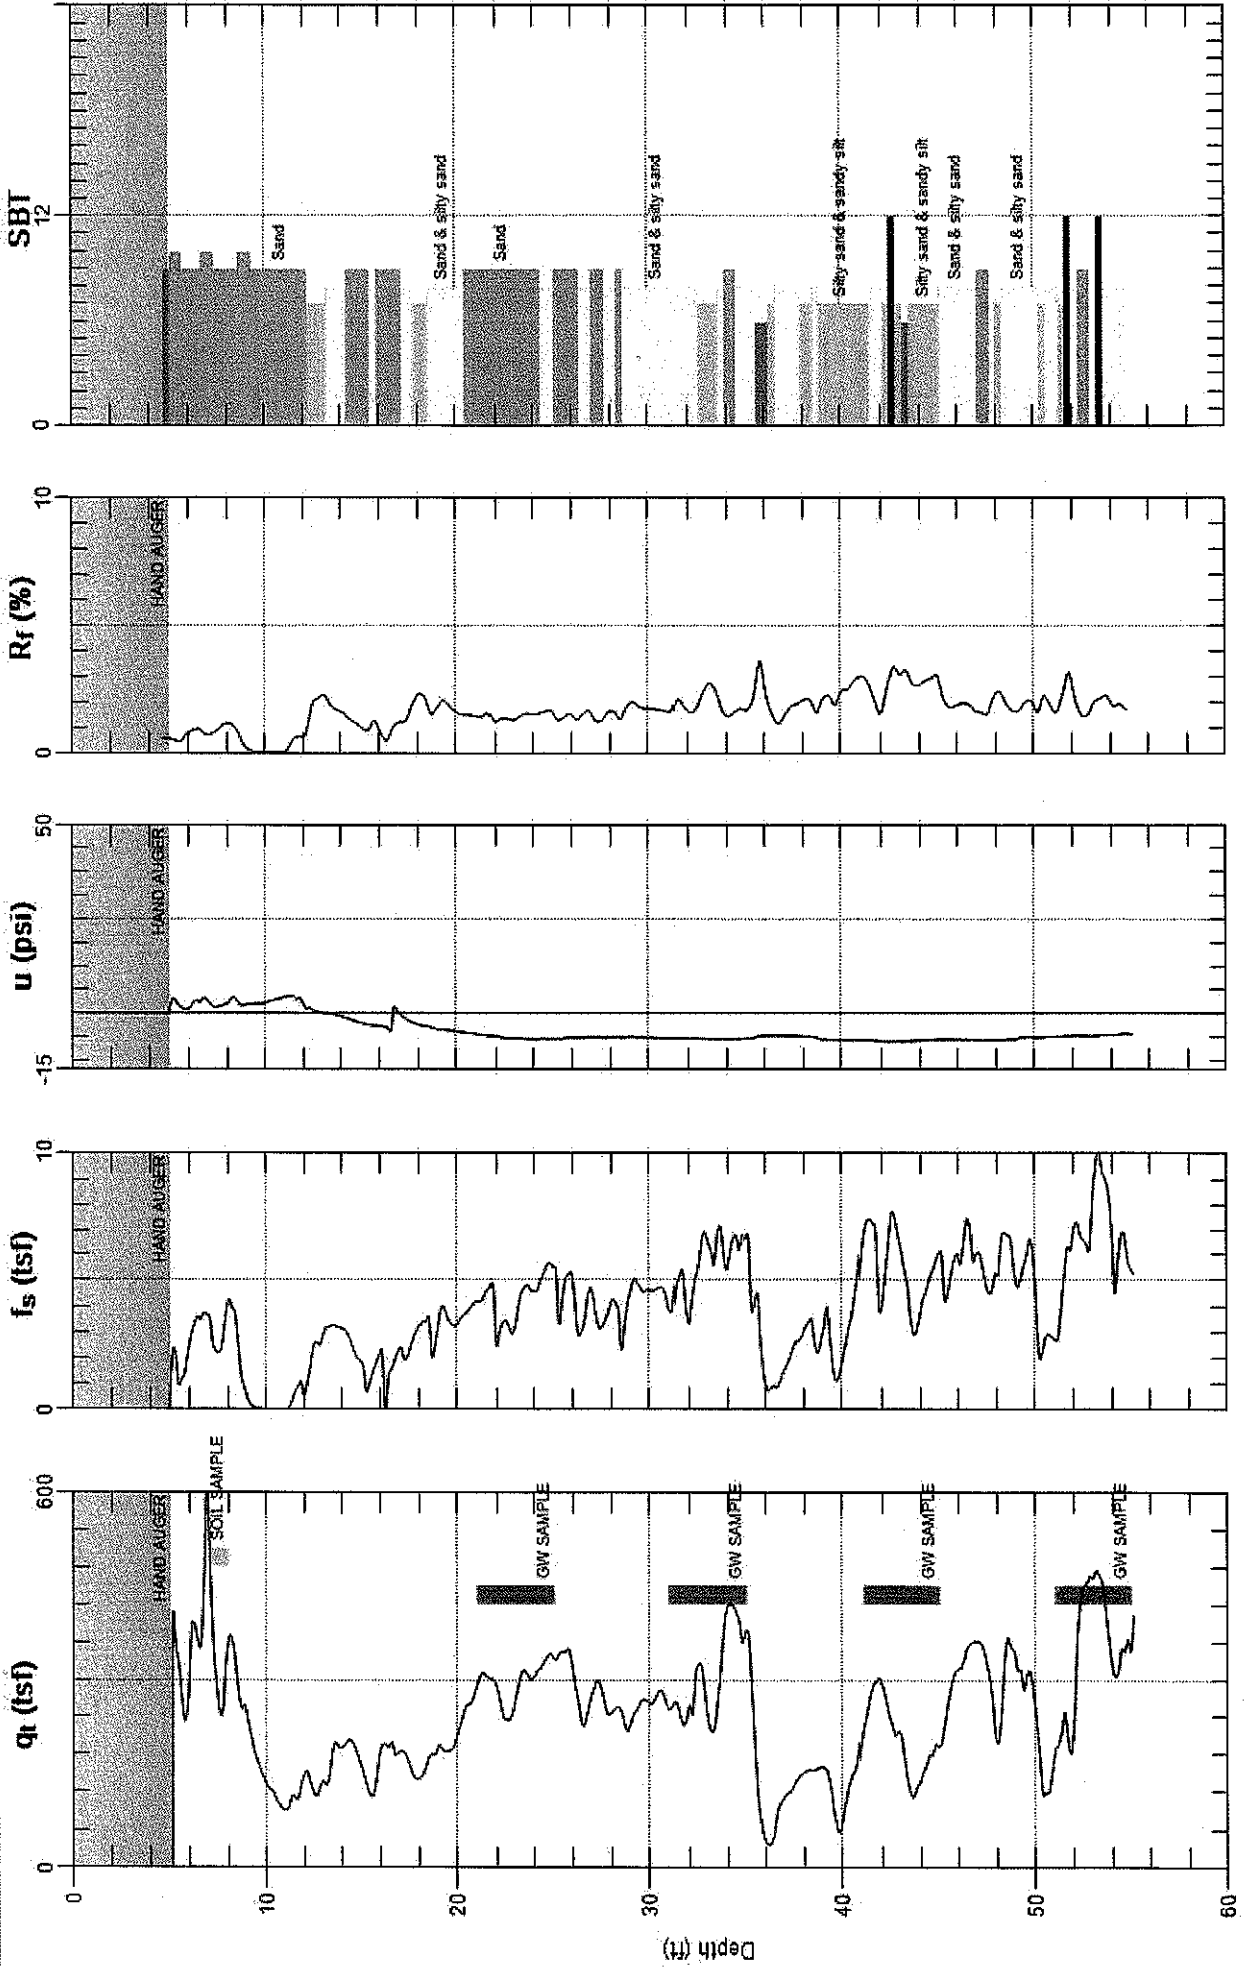 qt (tsf)
fs (tsf)
u (psi)
Rf (%)
SBT
0
600
0
10
-15
50
0
10
0
12
HAND AUGER
HAND AUGER
HAND AUGER
HAND AUGER
SOIL SAMPLE
GW SAMPLE
GW SAMPLE
GW SAMPLE
GW SAMPLE
Sand
Sand & silty sand
Sand
Sand & silty sand
Silty sand & sandy silt
Silty sand & sandy silt
Sand & silty sand
Sand & silty sand
0
10
20
30
40
50
60
Depth (ft)